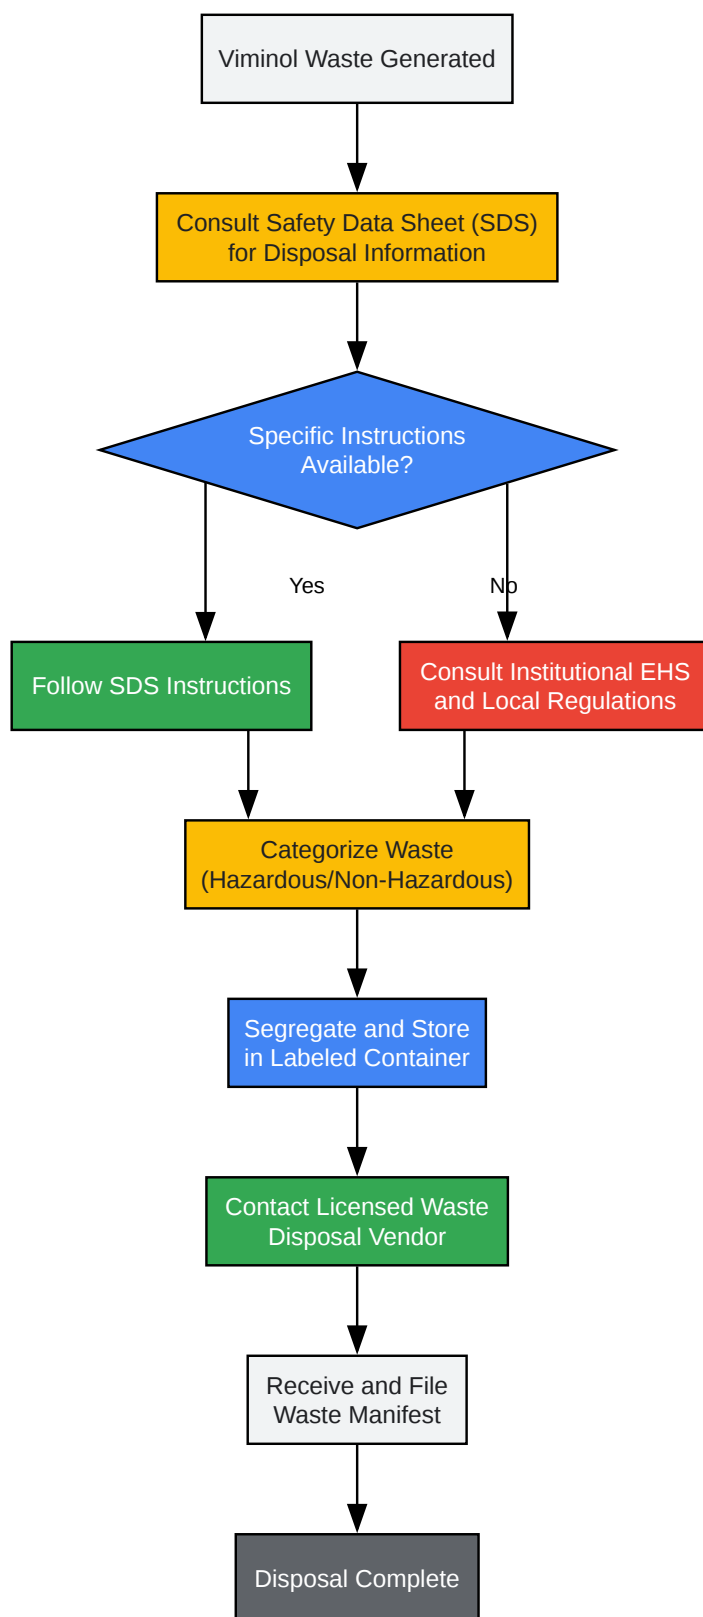 Viminol Waste Generated
Consult Safety Data Sheet (SDS)
for Disposal Information
Specific Instructions
Available?
Yes
No
Follow SDS Instructions
Consult Institutional EHS
and Local Regulations
Categorize Waste
(Hazardous/Non-Hazardous)
Segregate and Store
in Labeled Container
Contact Licensed Waste
Disposal Vendor
Receive and File
Waste Manifest
Disposal Complete